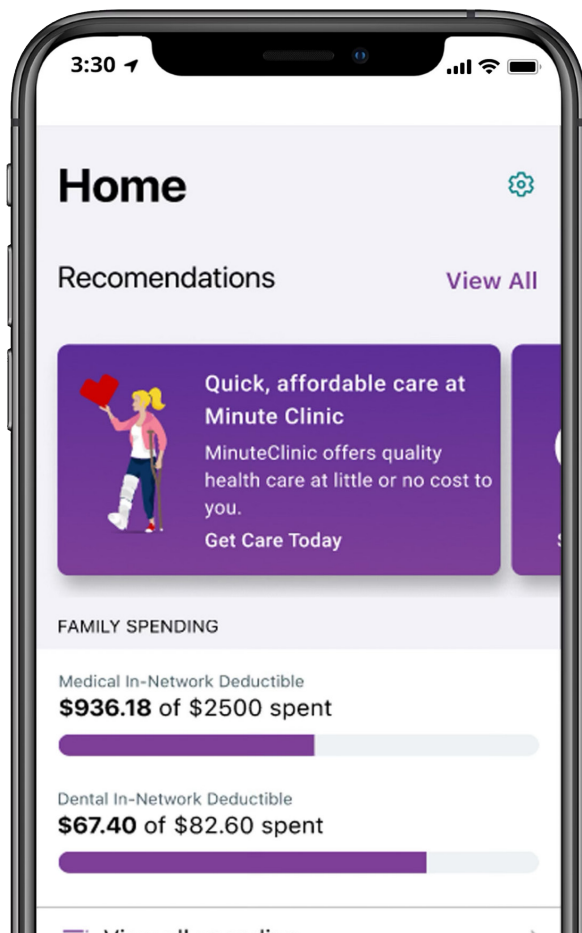 3:30
Home
Recomendations
View All
Quick, affordable care at
Minute Clinic
MinuteClinic offers quality
health care at little or no cost to
you.
Get Care Today
FAMILY SPENDING
Medical In-Network Deductible
$936.18 of $2500 spent
Dental In-Network Deductible
$67.40 of $82.60 spent